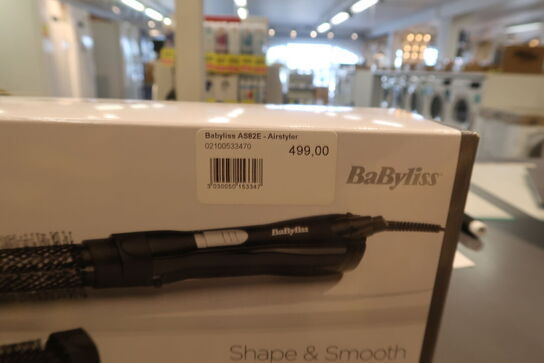 Babyliss AS82E - Airstyler
02100533470
499,00
3 030050 153347
BaByliss
BaByliss
Shape & Smooth